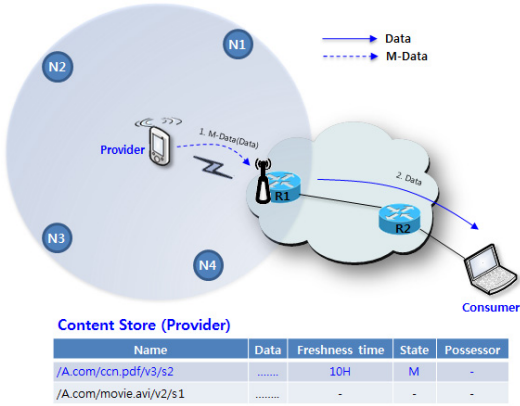 N1
N2
Data
M-Data
Provider
1. M-Data(Data)
2. Data
R1
R2
N3
N4
Consumer
Content Store (Provider)
Name Data Freshness time State Possessor
/A.com/ccn.pdf/v3/s2 ....... 10H M -
/A.com/movie.avi/v2/s1 ........ - - -